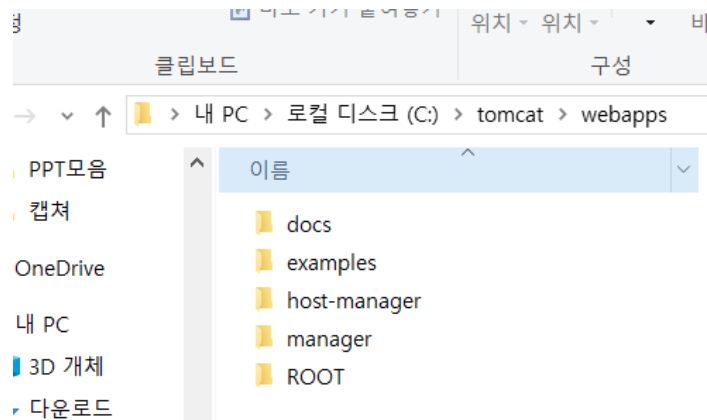 위치 위치
클립보드 구성
내 PC > 로컬 디스크 (C:) > tomcat > webapps
PPT모음
캡쳐
OneDrive
내 PC
3D 개체
다운로드
이름
docs
examples
host-manager
manager
ROOT